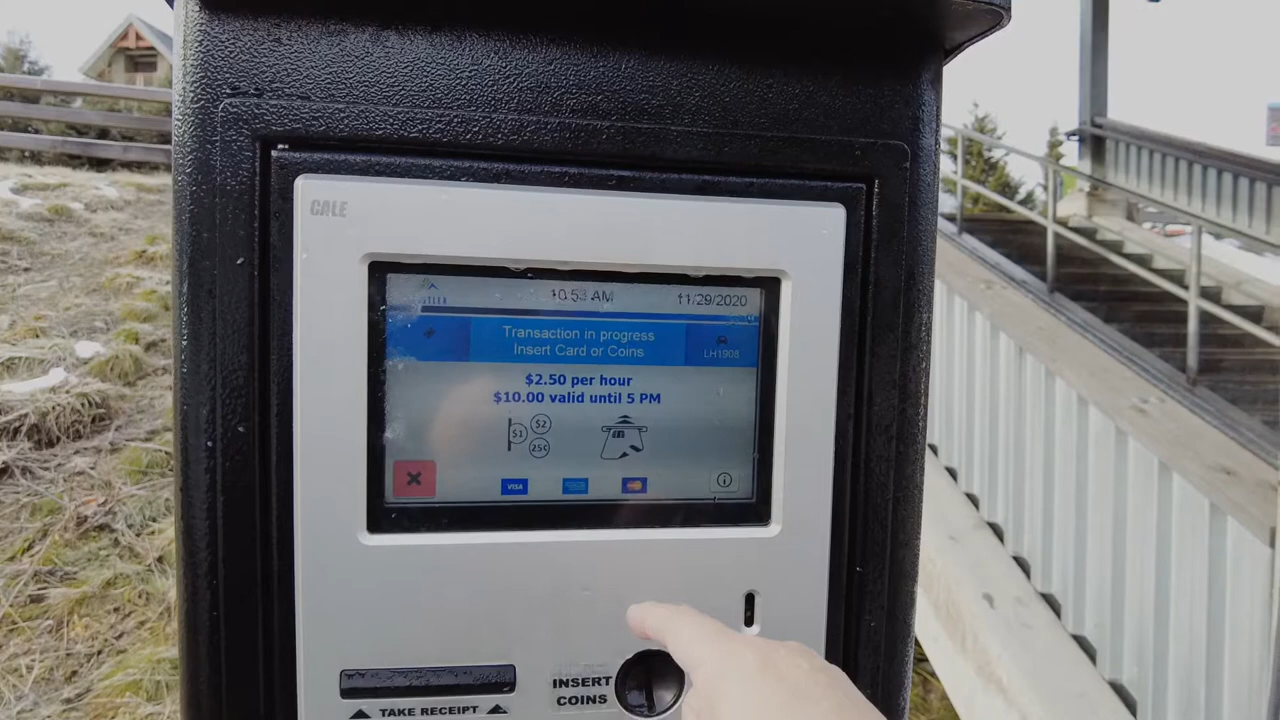 CALE
10:53 AM 11/29/2020
Transaction in progress
Insert Card or Coins
LH1908
$2.50 per hour
$10.00 valid until 5 PM
$2
$1
25¢
VISA
INSERT
COINS
TAKE RECEIPT